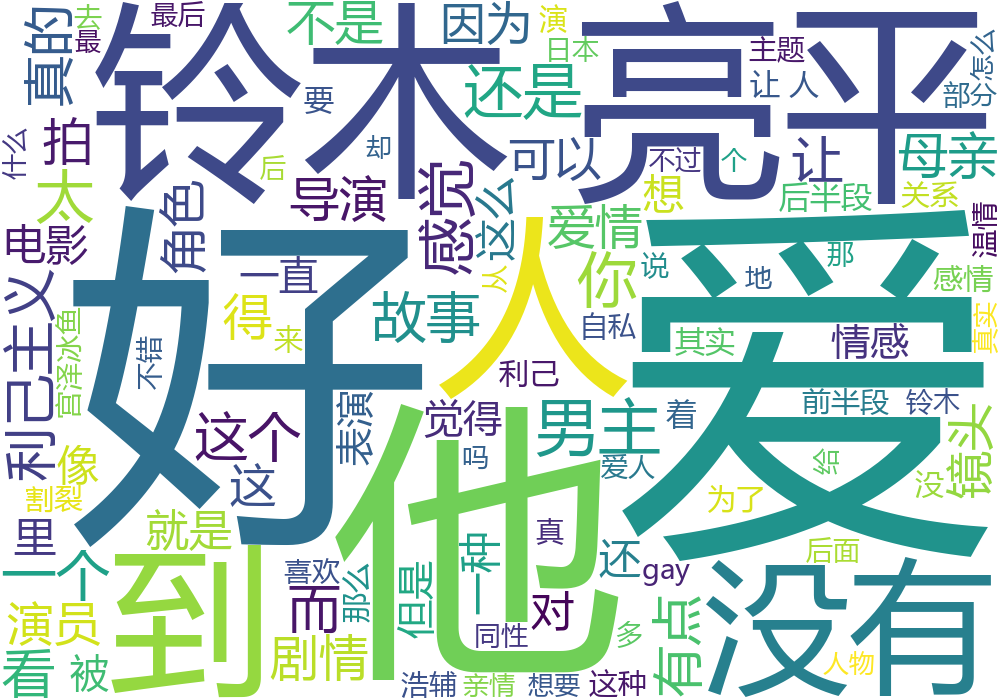 去
最
最后
真的
铃木亮平
不是
因为
演
日本
主题
让
人
怎么
部分
还是
要
却
拍
什么
太
后
可以
不过
个
让
母亲
导演
感觉
这么
想
后半段
关系
温情
电影
角色
爱情
爱
一直
人
你
说
地
那
感情
利己主义
好
得
来
故事
从
自私
其实
情感
真实
宫泽冰鱼
不错
利己
前半段
铃木
这个
表演
觉得
他
男主
着
镜头
像
割裂
这
吗
爱人
为了
给
没
里
就是
一种
真
还
后面
一个
到
喜欢
那么
但是
gay
没有
演员
而
对
有点
看
被
剧情
同性
多
人物
浩辅
亲情
想要
这种